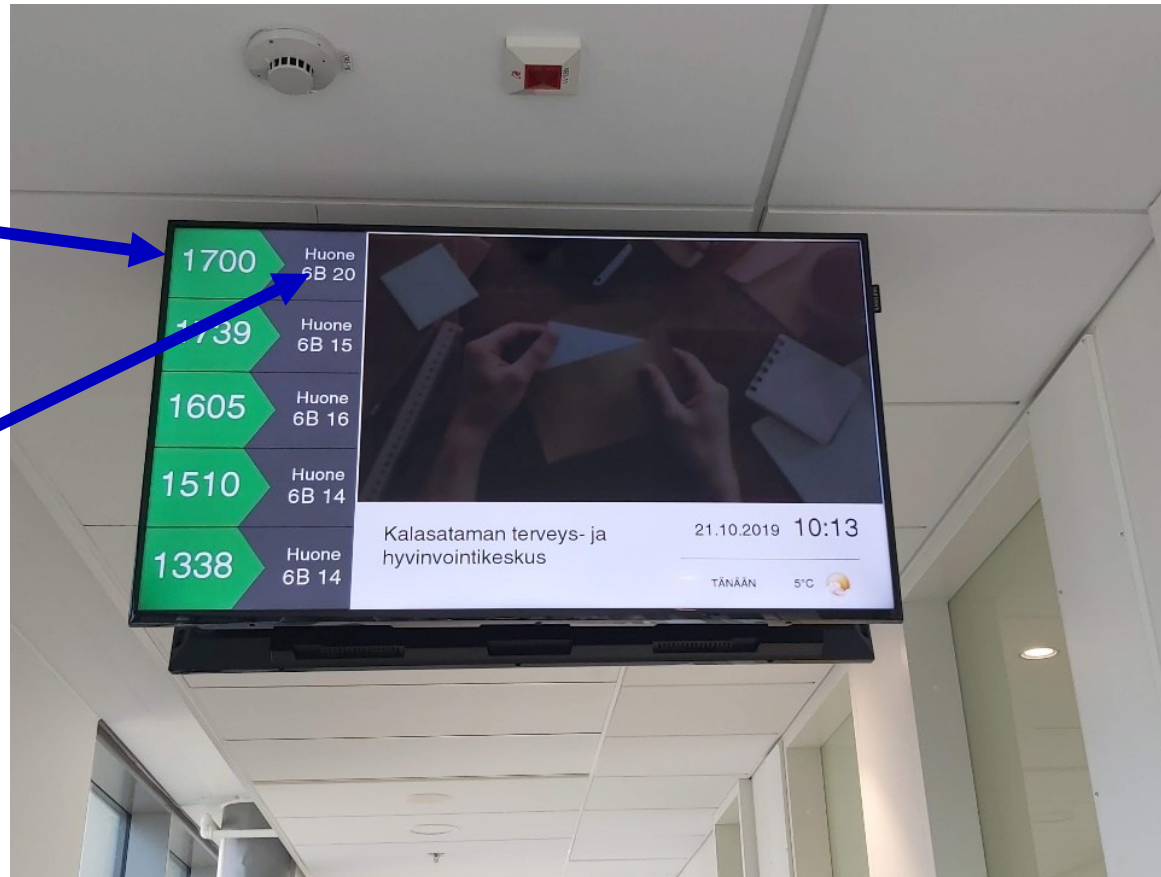 1700
Huone
6B 20
1739
Huone
6B 15
1605
Huone
6B 16
1510
Huone
6B 14
1338
Huone
6B 14
Kalasataman terveys- ja
hyvinvointikeskus
21.10.2019 10:13
TÄNÄÄN 5°C